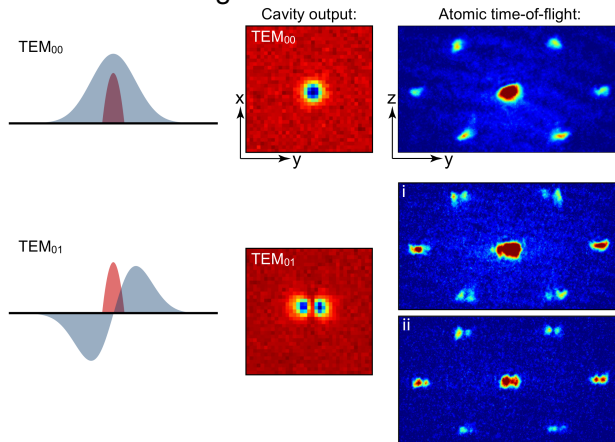 Cavity output:
Atomic time-of-flight:
TEM00
TEM00
x
y
z
y
i
TEM01
TEM01
ii